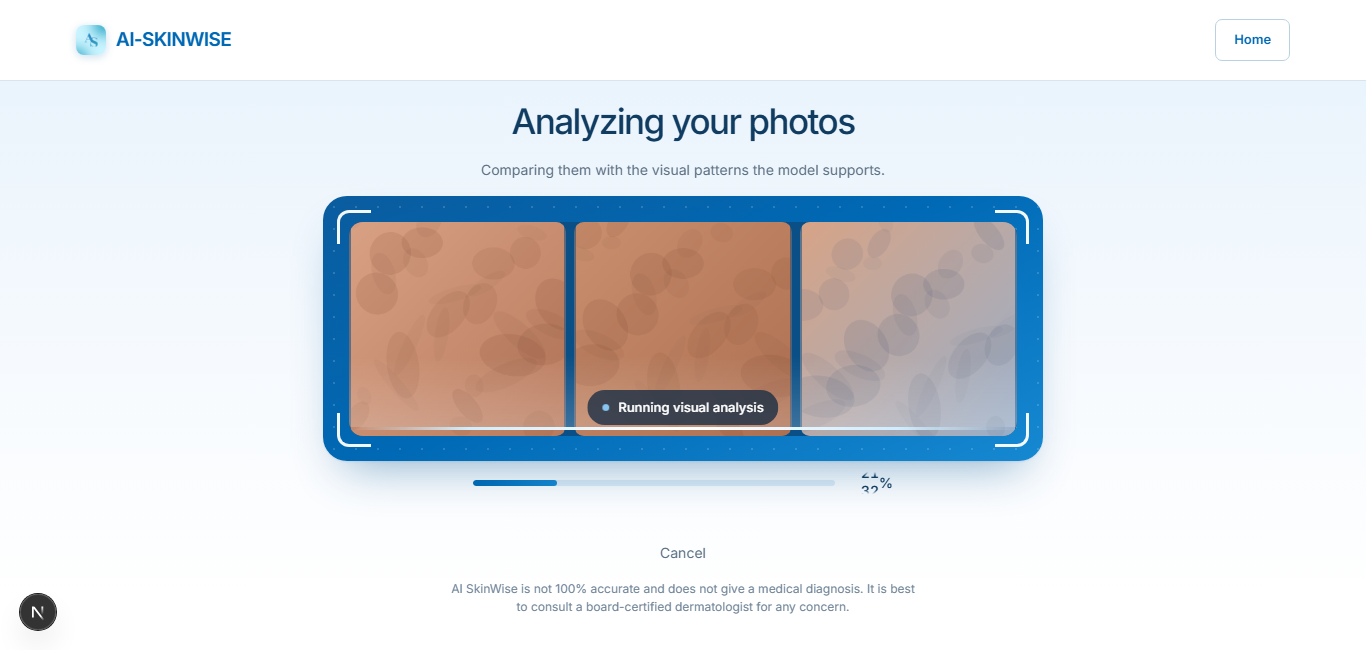 AI-SKINWISE
Home
Analyzing your photos
Comparing them with the visual patterns the model supports.
Running visual analysis
%
Cancel
AI SkinWise is not 100% accurate and does not give a medical diagnosis. It is best
to consult a board-certified dermatologist for any concern.
N